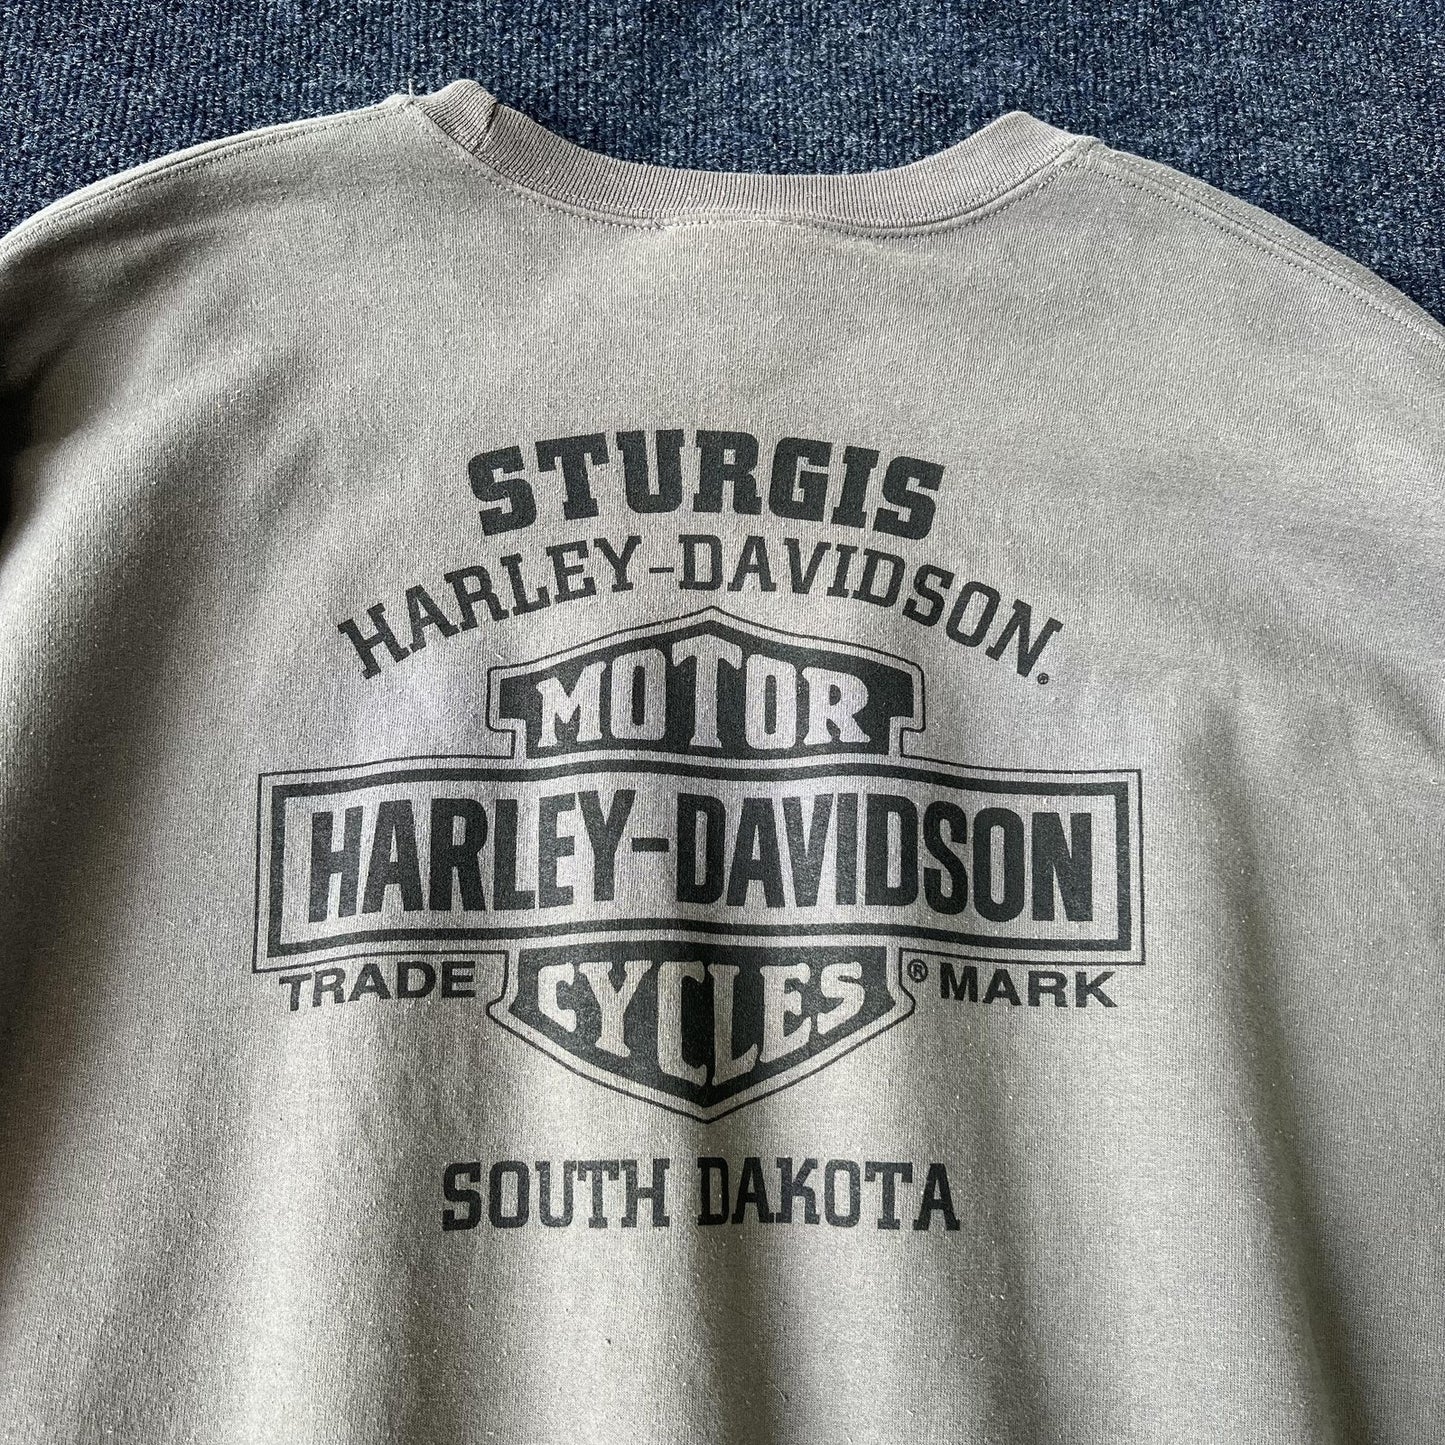 STURGIS
HARLEY-DAVIDSON®
MOTOR
HARLEY-DAVIDSON
TRADE CYCLES ® MARK
SOUTH DAKOTA